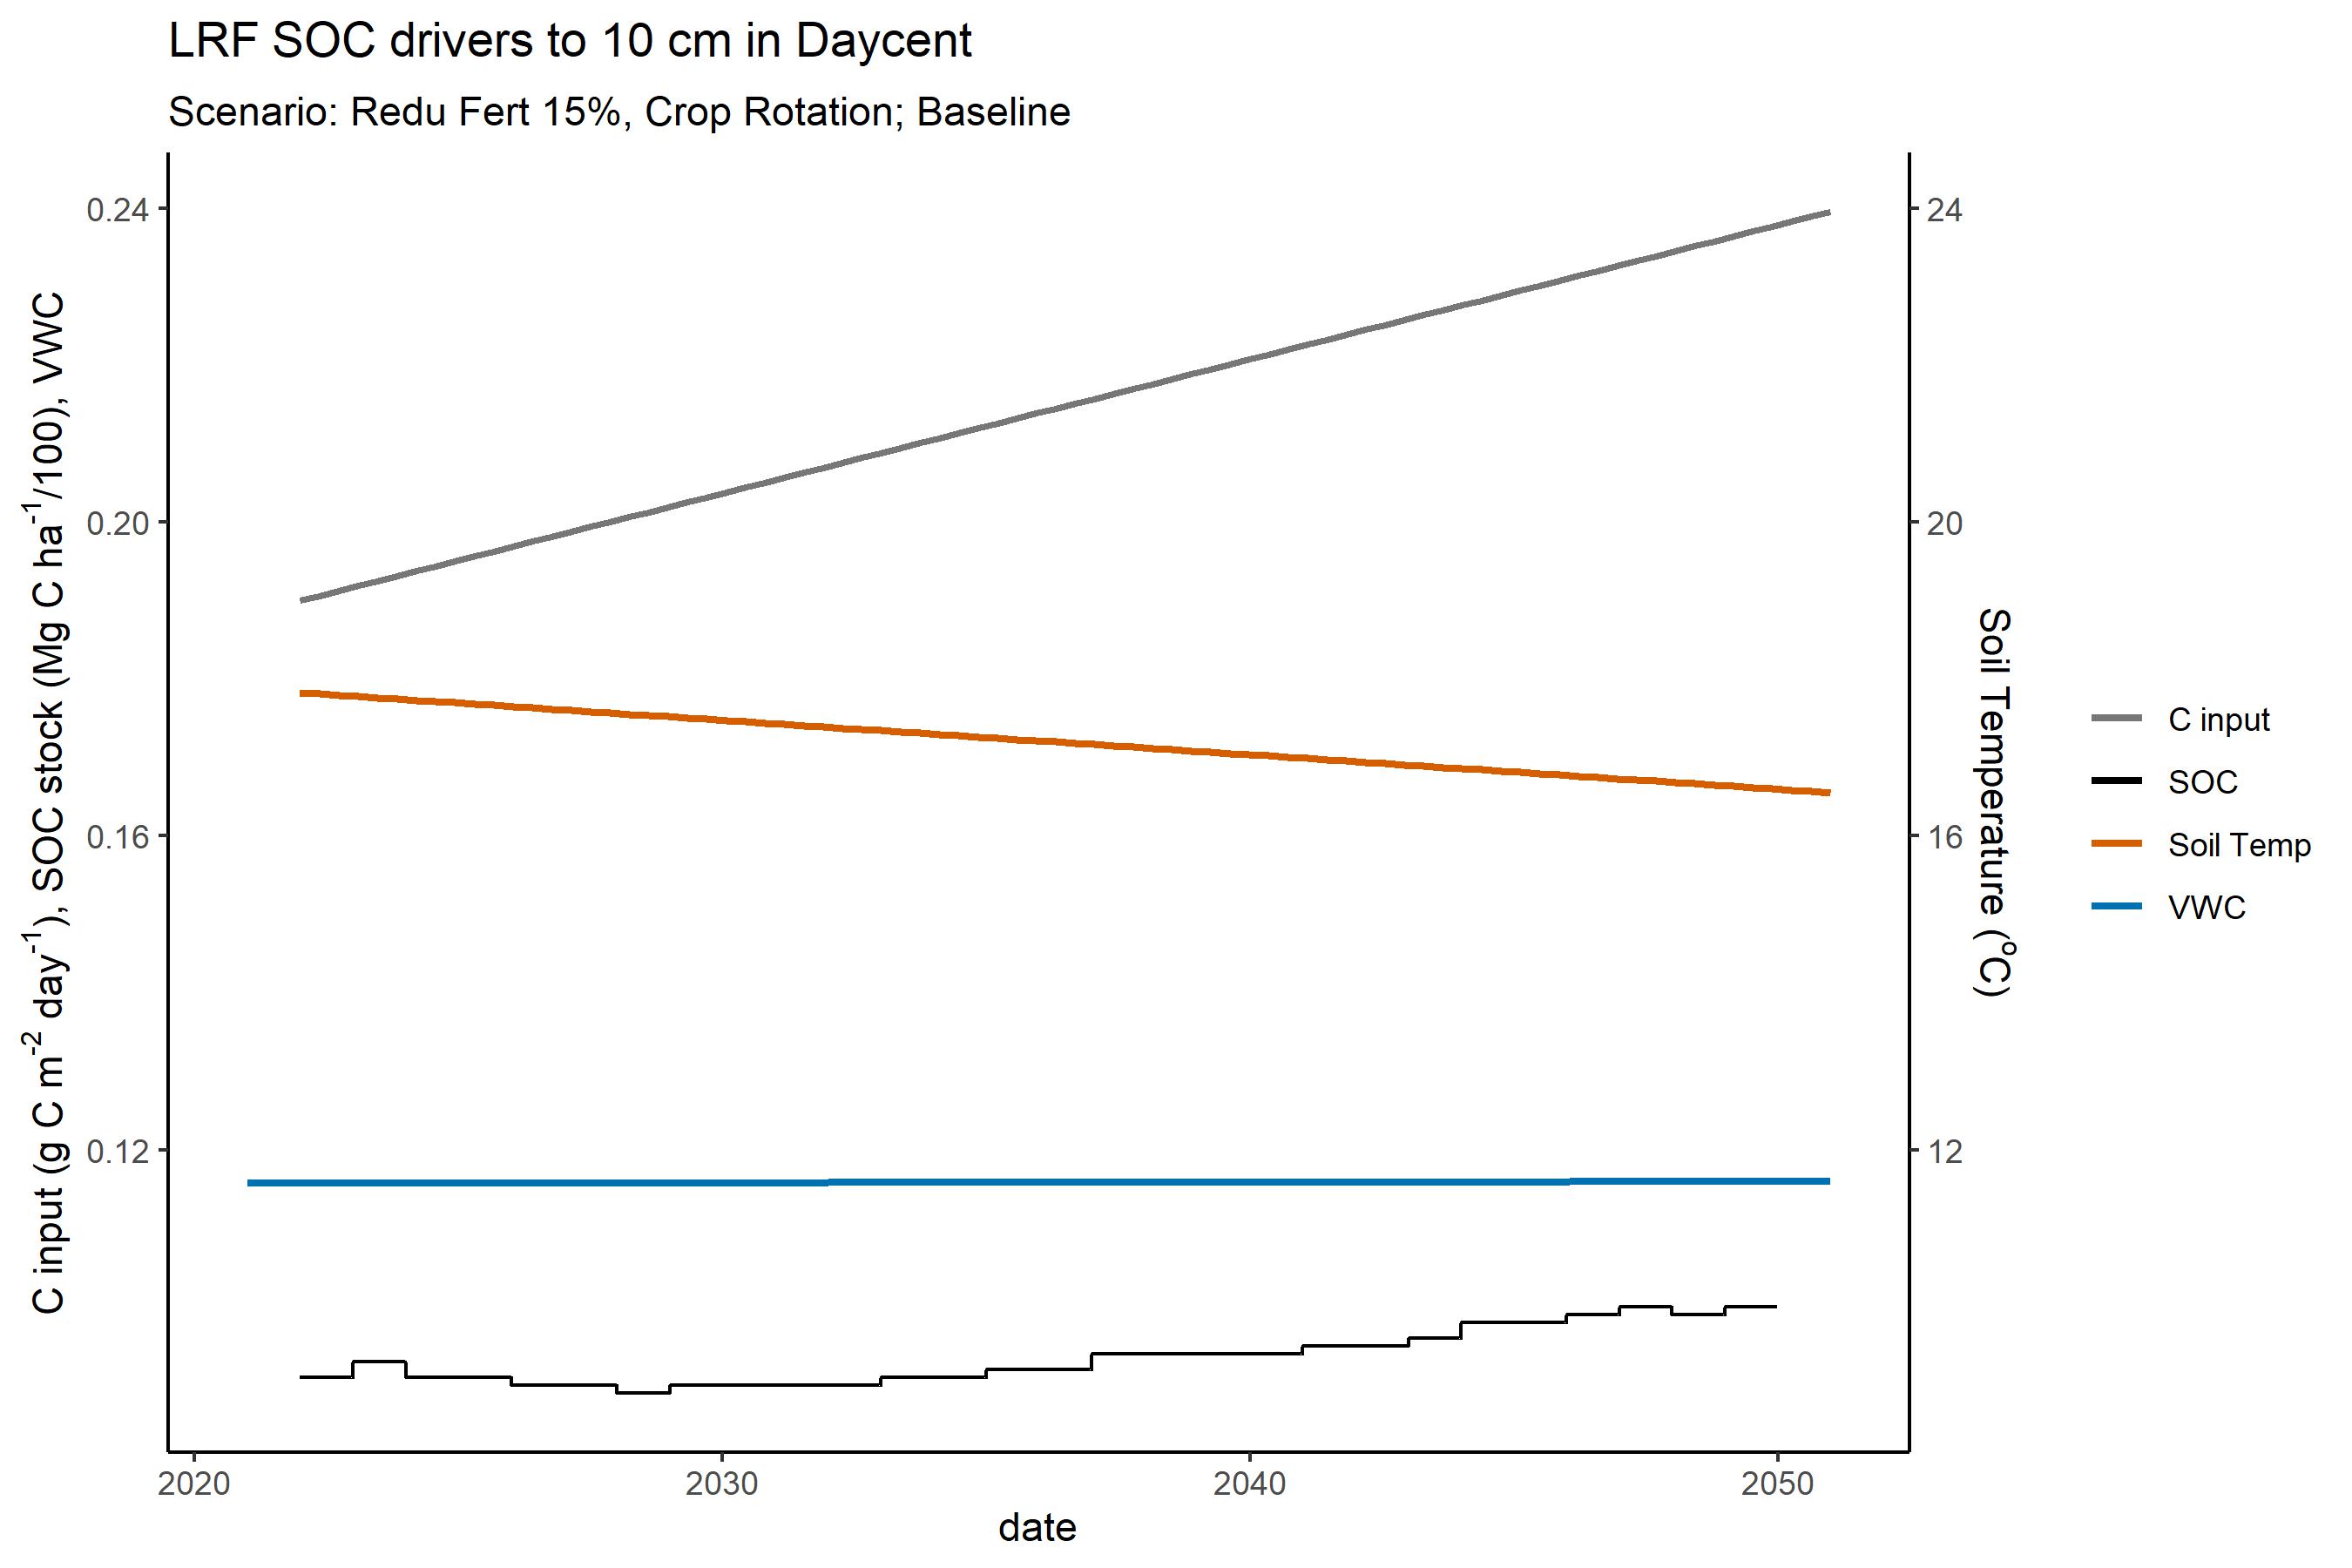 LRF SOC drivers to 10 cm in Daycent
Scenario: Redu Fert 15%, Crop Rotation; Baseline
C input (g C m⁻² day⁻¹), SOC stock (Mg C ha⁻¹/100), VWC
0.24
0.20
0.16
0.12
24
20
16
12
Soil Temperature (ºC)
C input
SOC
Soil Temp
VWC
2020
2030
2040
2050
date